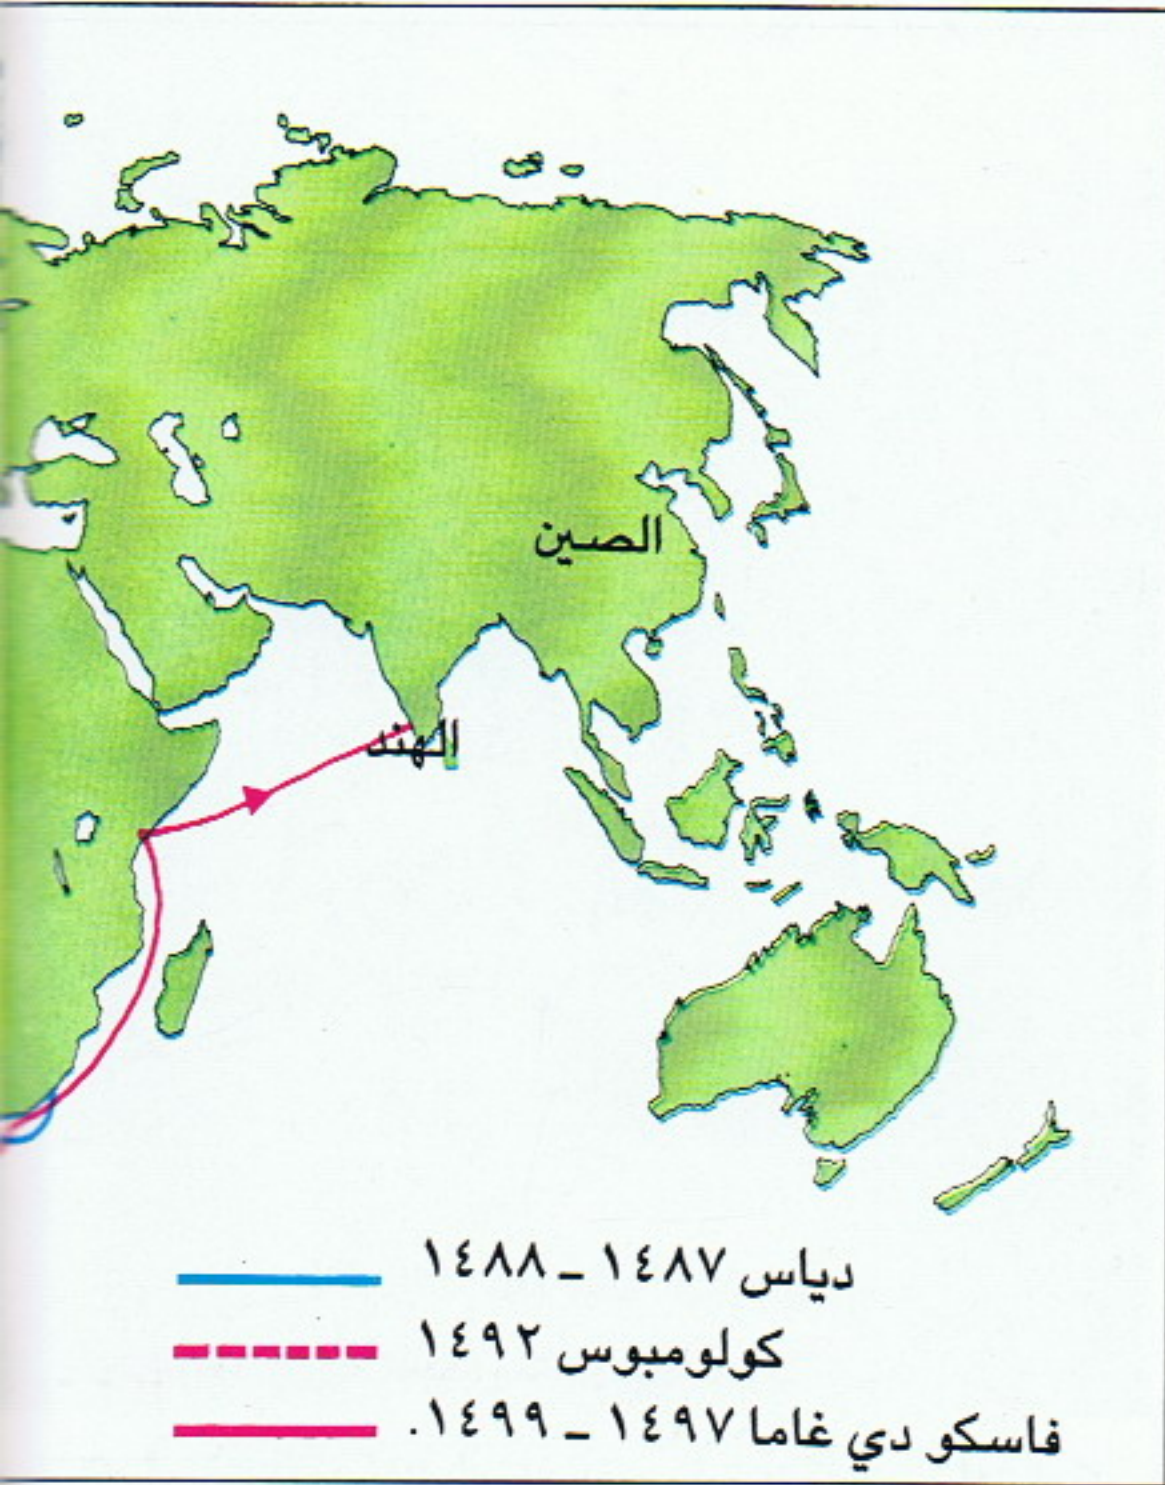 الصين
الهند
دياس ١٤٨٧ – ١٤٨٨
كولومبوس ١٤٩٢
فاسكو دي غاما ١٤٩٧ – ١٤٩٩.